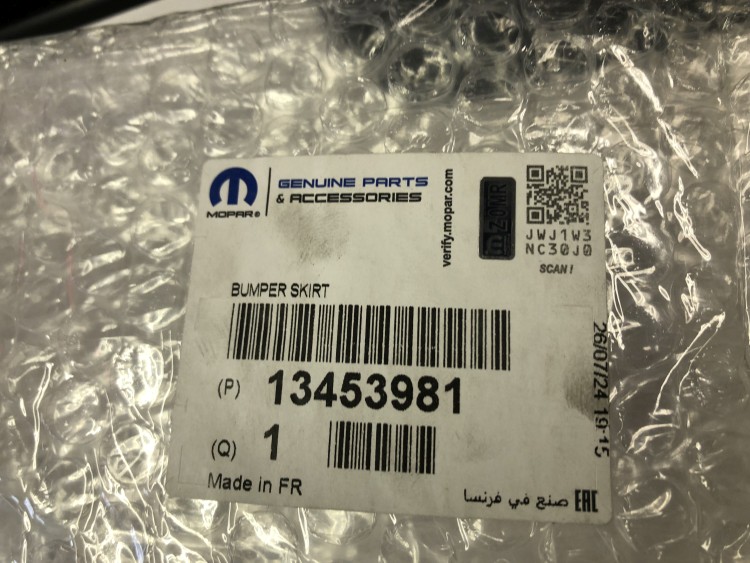 MOPAR®
GENUINE PARTS
& ACCESSORIES
verify.mopar.com
JWJ1W3
NC30J0
SCAN!
BUMPER SKIRT
(P) 13453981
(Q) 1
Made in FR
صنع في فرنسا
EAC
26/07/24 19:15